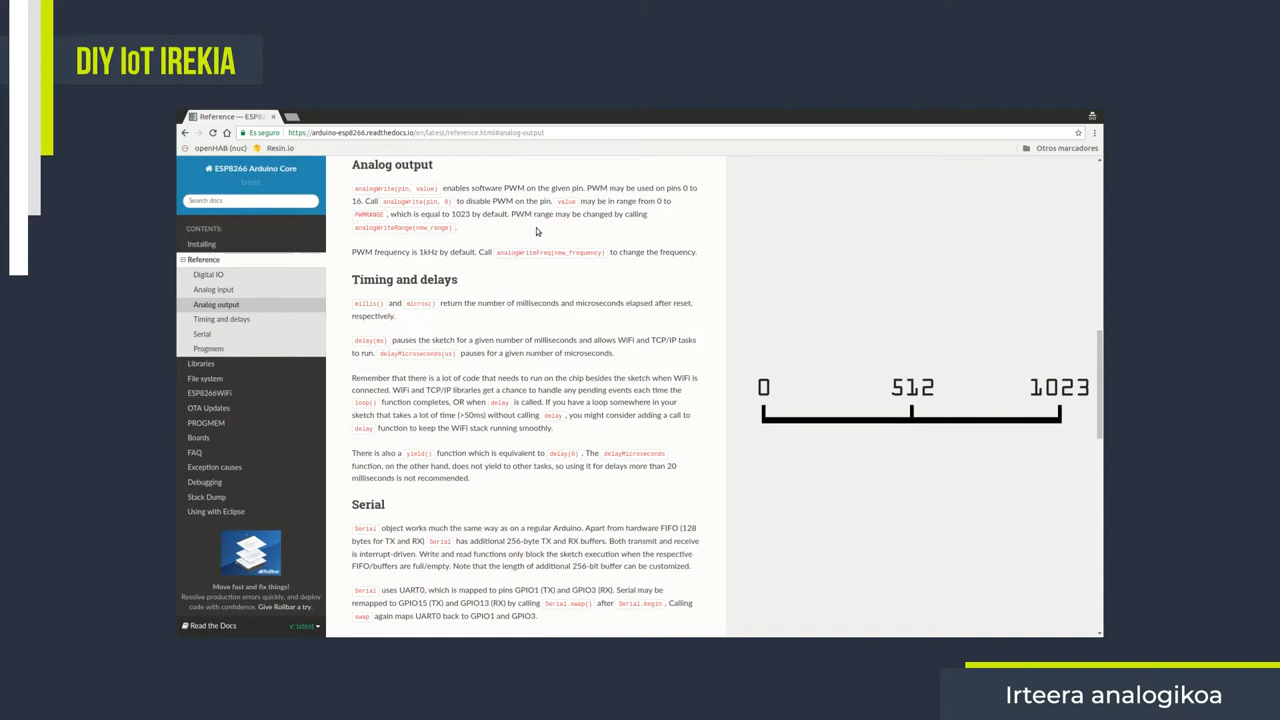 DIY IoT IREKIA
Reference — ESP8
Es seguro
https://arduino-esp8266.readthedocs.io/en/latest/reference.html#analog-output
openHAB (nuc)
Resin.io
Otros marcadores
ESP8266 Arduino Core
latest
Search docs
CONTENTS:
Installing
Reference
Digital IO
Analog input
Analog output
Timing and delays
Serial
Progmem
Libraries
File system
ESP8266WiFi
OTA Updates
PROGMEM
Boards
FAQ
Exception causes
Debugging
Stack Dump
Using with Eclipse
Rollbar
Move fast and fix things!
Resolve production errors quickly, and
deploy with confidence. Give Rollbar a try.
Read the Docs
v: latest
Analog output
analogWrite(pin, value) enables software PWM on the given pin. PWM may be used on pins 0 to
16. Call analogWrite(pin, 0) to disable PWM on the pin. value may be in range from 0 to
PWMRANGE, which is equal to 1023 by default. PWM range may be changed by calling
analogWriteRange(new_range).
PWM frequency is 1kHz by default. Call analogWriteFreq(new_frequency) to change the frequency.
Timing and delays
millis() and micros() return the number of milliseconds and microseconds elapsed after reset,
respectively.
delay(ms) pauses the sketch for a given number of milliseconds and allows WiFi and TCP/IP tasks
to run. delayMicroseconds(us) pauses for a given number of microseconds.
Remember that there is a lot of code that needs to run on the chip besides the sketch when WiFi is
connected. WiFi and TCP/IP libraries get a chance to handle any pending events each time the
loop() function completes, OR when delay is called. If you have a loop somewhere in your
sketch that takes a lot of time (>50ms) without calling delay, you might consider adding a call to
delay function to keep the WiFi stack running smoothly.
There is also a yield() function which is equivalent to delay(0). The delayMicroseconds
function, on the other hand, does not yield to other tasks, so using it for delays more than 20
milliseconds is not recommended.
Serial
Serial object works much the same way as on a regular Arduino. Apart from hardware FIFO (128
bytes for TX and RX) Serial has additional 256-byte TX and RX buffers. Both transmit and receive
is interrupt-driven. Write and read functions only block the sketch execution when the respective
FIFO/buffers are full/empty. Note that the length of additional 256-bit buffer can be customized.
Serial uses UART0, which is mapped to pins GPIO1 (TX) and GPIO3 (RX). Serial may be
remapped to GPIO15 (TX) and GPIO13 (RX) by calling Serial.swap() after Serial.begin. Calling
swap again maps UART0 back to GPIO1 and GPIO3.
0 512 1023
Irteera analogikoa